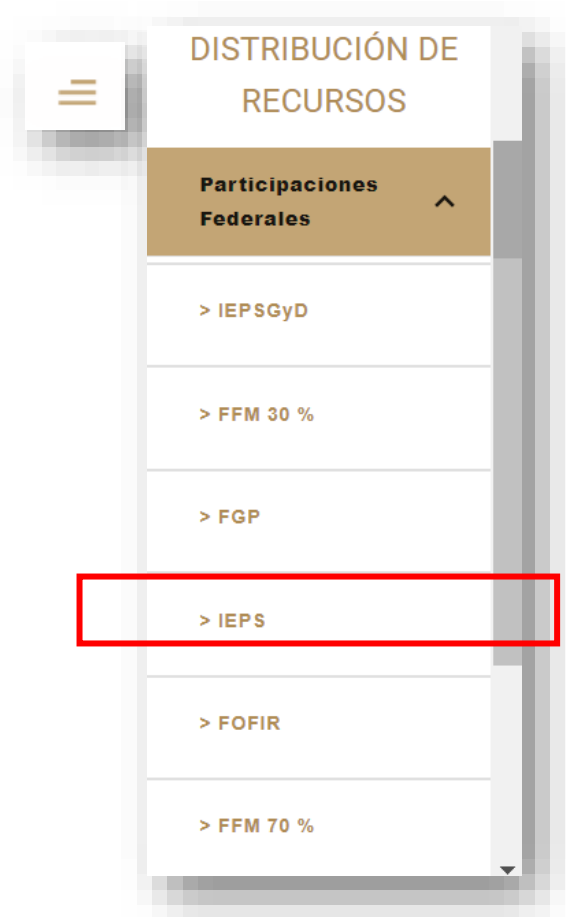 DISTRIBUCIÓN DE
RECURSOS
Participaciones
Federales
> IEPSGyD
> FFM 30 %
> FGP
> IEPS
> FOFIR
> FFM 70 %